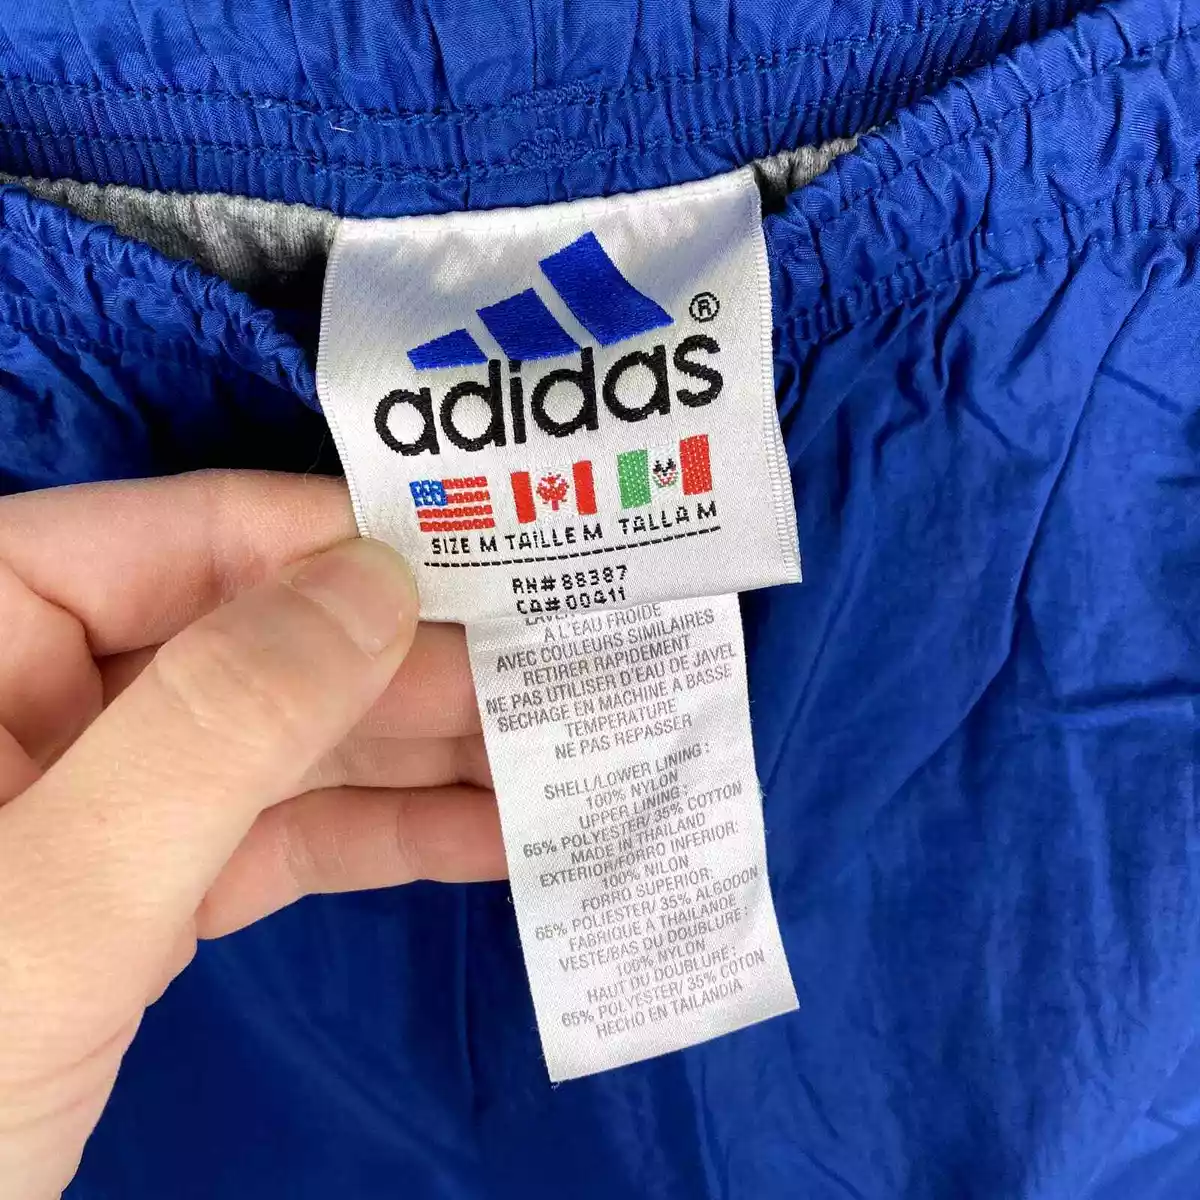 ®
adidas
SIZE M TAILLE M TALLA M
RN#88387
CA#00411
À L'EAU FROIDE
AVEC COULEURS SIMILAIRES
RETIRER RAPIDEMENT
NE PAS UTILISER D'EAU DE JAVEL
SECHAGE EN MACHINE A BASSE
TEMPERATURE
NE PAS REPASSER
SHELL/LOWER LINING:
100% NYLON
UPPER LINING:
65% POLYESTER/ 35% COTTON
MADE IN THAILAND
EXTERIOR/FORRO INFERIOR:
100% NILON
FORRO SUPERIOR:
65% POLIESTER/ 35% ALGODON
FABRIQUE À THAILANDE
VESTE/BAS DU DOUBLURE:
100% NYLON
HAUT DU DOUBLURE:
65% POLYESTER/ 35% COTON
HECHO EN TAILANDIA